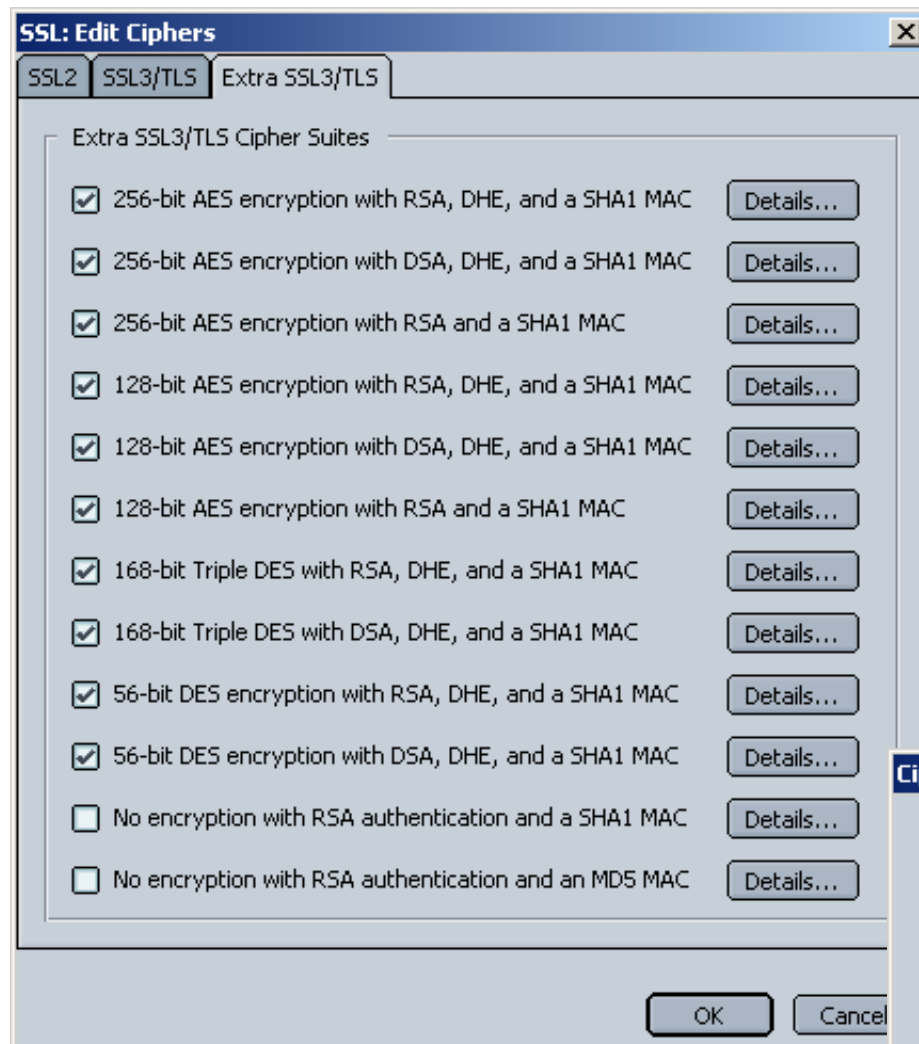 SSL: Edit Ciphers
SSL2 SSL3/TLS Extra SSL3/TLS
Extra SSL3/TLS Cipher Suites
256-bit AES encryption with RSA, DHE, and a SHA1 MAC Details...
256-bit AES encryption with DSA, DHE, and a SHA1 MAC Details...
256-bit AES encryption with RSA and a SHA1 MAC Details...
128-bit AES encryption with RSA, DHE, and a SHA1 MAC Details...
128-bit AES encryption with DSA, DHE, and a SHA1 MAC Details...
128-bit AES encryption with RSA and a SHA1 MAC Details...
168-bit Triple DES with RSA, DHE, and a SHA1 MAC Details...
168-bit Triple DES with DSA, DHE, and a SHA1 MAC Details...
56-bit DES encryption with RSA, DHE, and a SHA1 MAC Details...
56-bit DES encryption with DSA, DHE, and a SHA1 MAC Details...
Ci
No encryption with RSA authentication and a SHA1 MAC Details...
No encryption with RSA authentication and an MD5 MAC Details...
OK Cancel